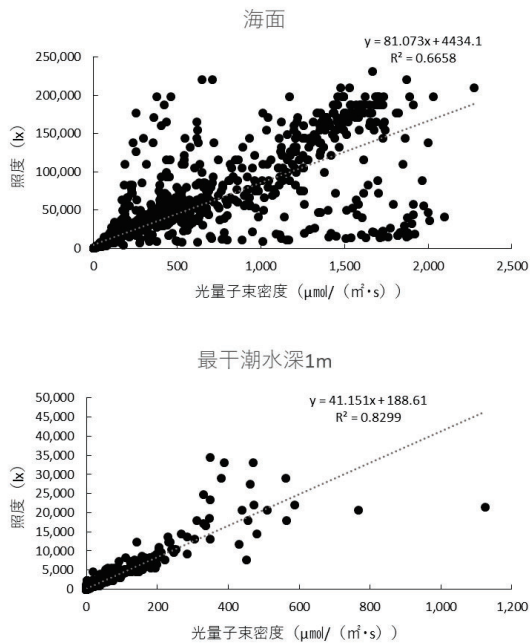 海面
y = 81.073x + 4434.1
R² = 0.6658
250,000
200,000
150,000
100,000
50,000
0
照度（lx）
0 500 1,000 1,500 2,000 2,500
光量子束密度（μmol/（㎡・s））
最干潮水深1m
y = 41.151x + 188.61
R² = 0.8299
50,000
45,000
40,000
35,000
30,000
25,000
20,000
15,000
10,000
5,000
0
照度（lx）
0 200 400 600 800 1,000 1,200
光量子束密度（μmol/（㎡・s））